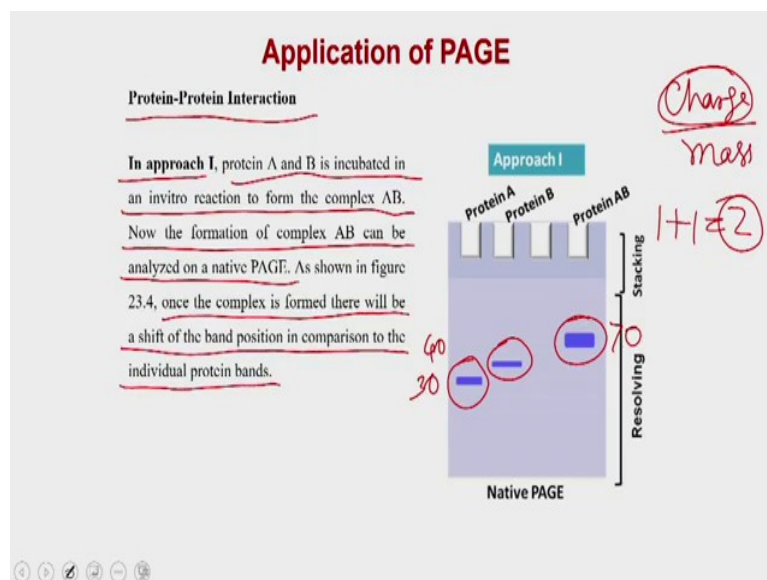 Application of PAGE
Protein-Protein Interaction
In approach I, protein A and B is incubated in
an invitro reaction to form the complex AB.
Now the formation of complex AB can be
analyzed on a native PAGE. As shown in figure
23.4, once the complex is formed there will be
a shift of the band position in comparison to the
individual protein bands.
Approach I
Protein A
Protein B
Protein AB
Stacking
Resolving
40
30
70
Native PAGE
Charge
mass
1+1=2